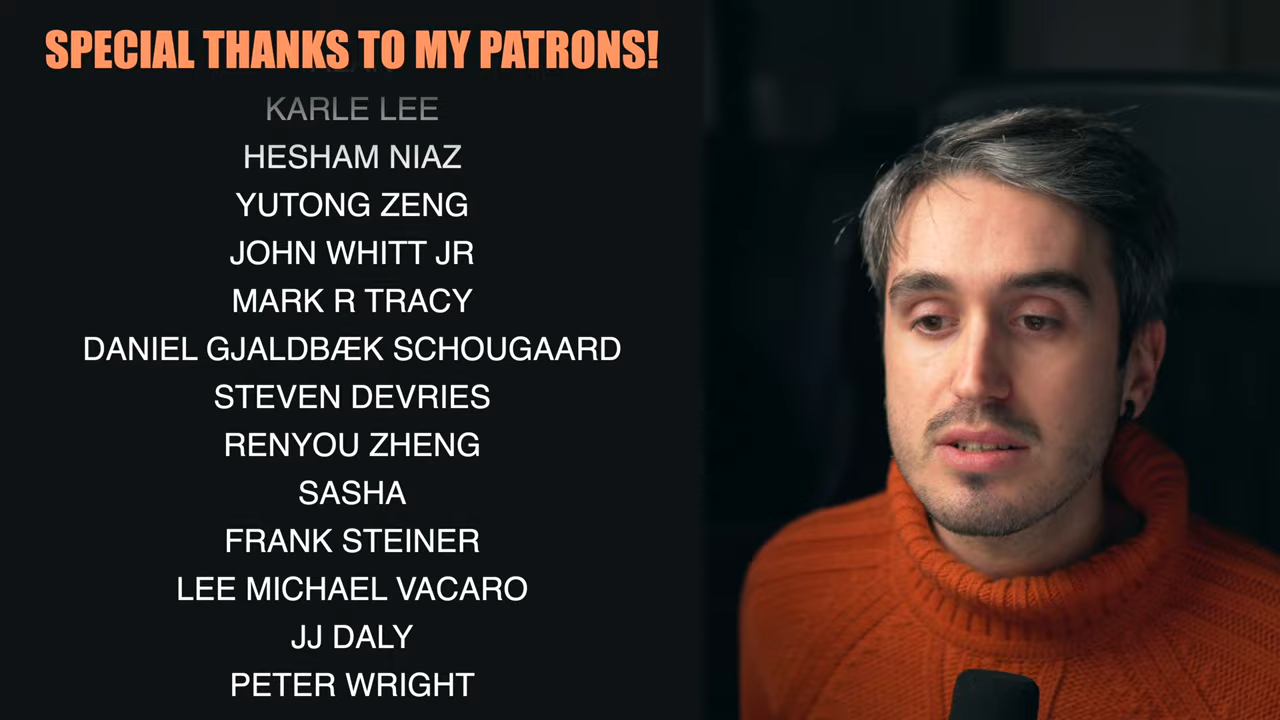 SPECIAL THANKS TO MY PATRONS!
KARLE LEE
HESHAM NIAZ
YUTONG ZENG
JOHN WHITT JR
MARK R TRACY
DANIEL GJALDBÆK SCHOUGAARD
STEVEN DEVRIES
RENYOU ZHENG
SASHA
FRANK STEINER
LEE MICHAEL VACARO
JJ DALY
PETER WRIGHT